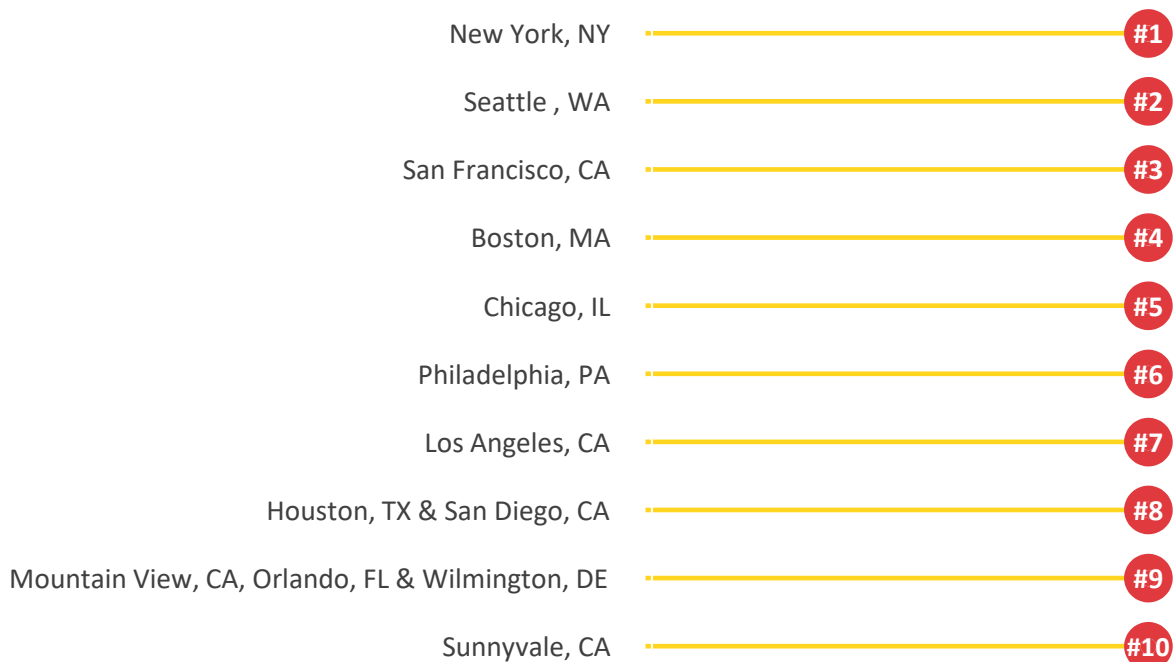 New York, NY #1
Seattle , WA #2
San Francisco, CA #3
Boston, MA #4
Chicago, IL #5
Philadelphia, PA #6
Los Angeles, CA #7
Houston, TX & San Diego, CA #8
Mountain View, CA, Orlando, FL & Wilmington, DE #9
Sunnyvale, CA #10